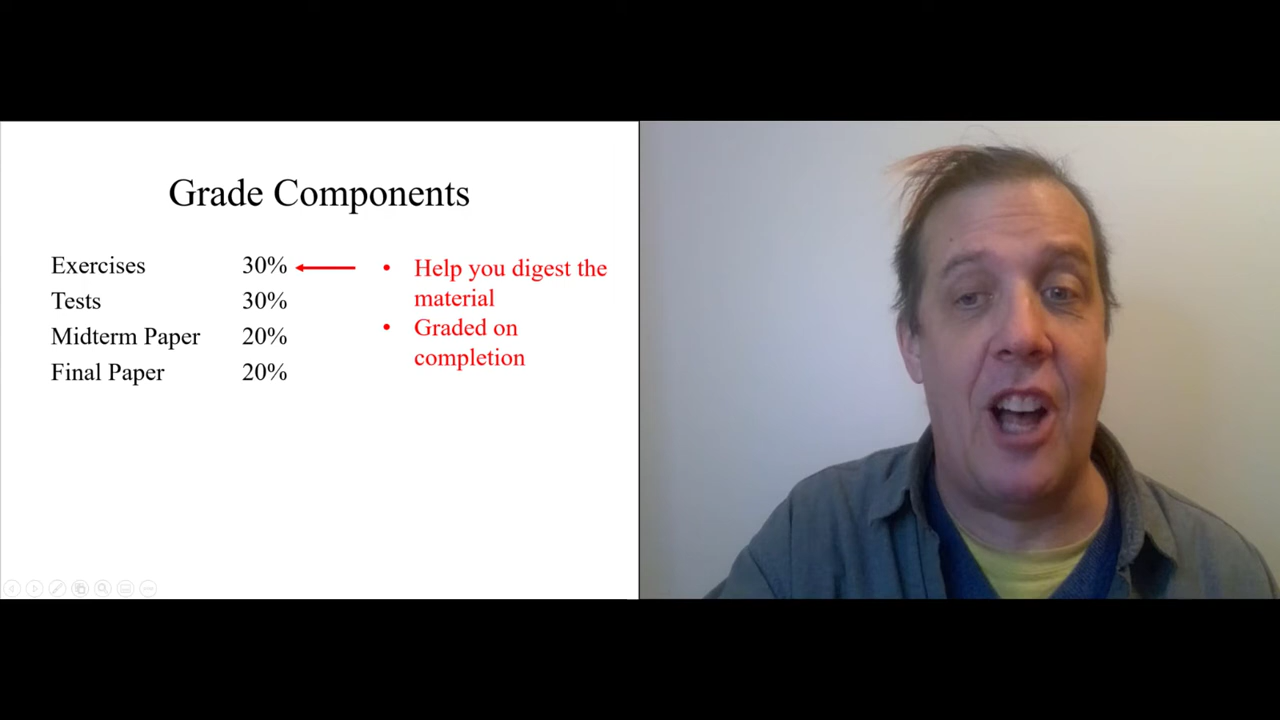 Grade Components
Exercises 30%
Tests 30%
Midterm Paper 20%
Final Paper 20%
• Help you digest the
material
• Graded on
completion